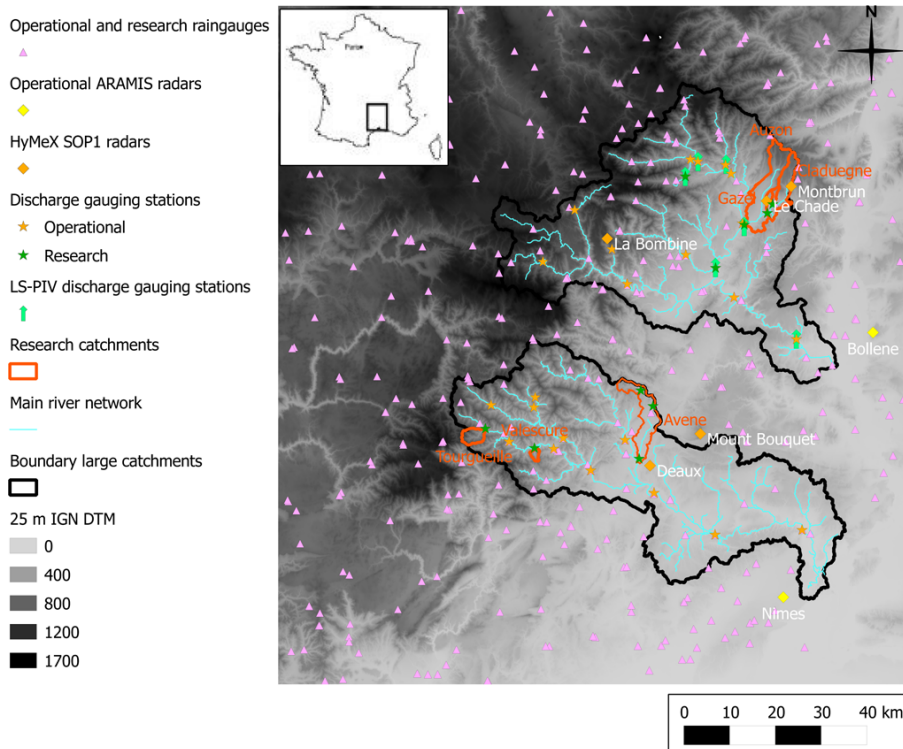 Operational and research raingauges
Operational ARAMIS radars
HyMeX SOP1 radars
Discharge gauging stations
Operational
Research
LS-PIV discharge gauging stations
Research catchments
Main river network
Boundary large catchments
25 m IGN DTM
0
400
800
1200
1700
Paris
N
Auzon
Claduegne
Montbrun
Gazel
Le Chade
La Bombine
Bollene
Avene
Valescure
Mount Bouquet
Tourgueille
Deaux
Nimes
0 10 20 30 40 km